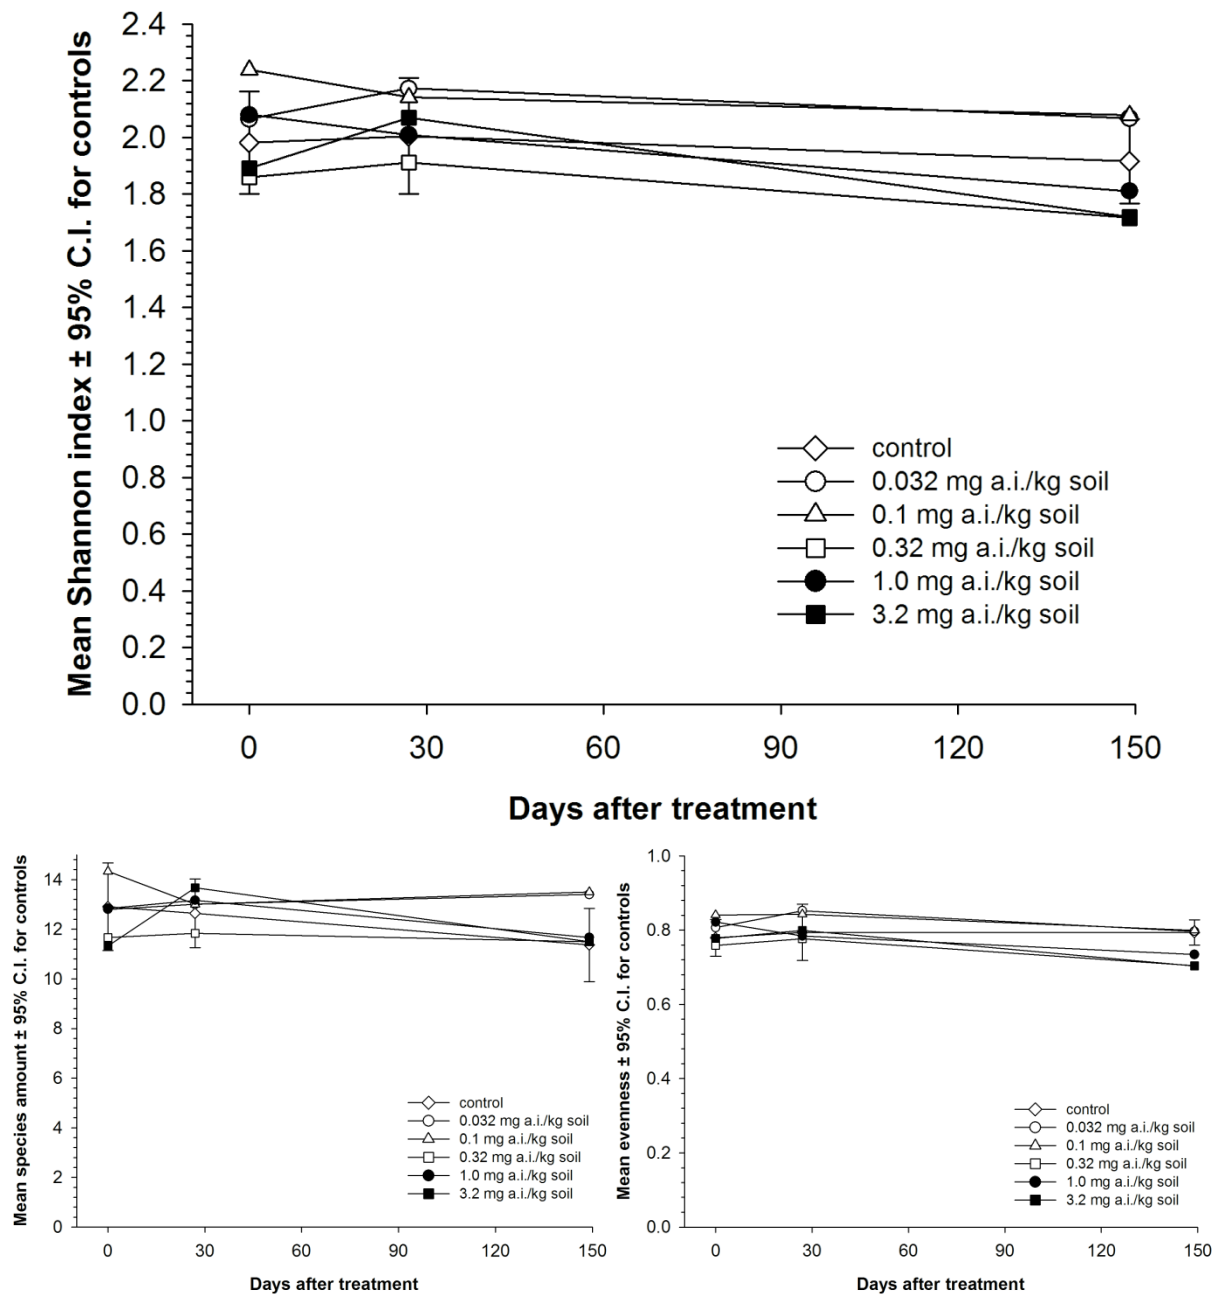 Mean Shannon index ± 95% C.I. for controls
2.4
2.2
2.0
1.8
1.6
1.4
1.2
1.0
0.8
0.6
0.4
0.2
0.0
control
0.032 mg a.i./kg soil
0.1 mg a.i./kg soil
0.32 mg a.i./kg soil
1.0 mg a.i./kg soil
3.2 mg a.i./kg soil
0 30 60 90 120 150
Days after treatment
Mean species amount ± 95% C.I. for controls
14
12
10
8
6
4
2
0
control
0.032 mg a.i./kg soil
0.1 mg a.i./kg soil
0.32 mg a.i./kg soil
1.0 mg a.i./kg soil
3.2 mg a.i./kg soil
0 30 60 90 120 150
Days after treatment
Mean evenness ± 95% C.I. for controls
1.0
0.8
0.6
0.4
0.2
0.0
control
0.032 mg a.i./kg soil
0.1 mg a.i./kg soil
0.32 mg a.i./kg soil
1.0 mg a.i./kg soil
3.2 mg a.i./kg soil
0 30 60 90 120 150
Days after treatment